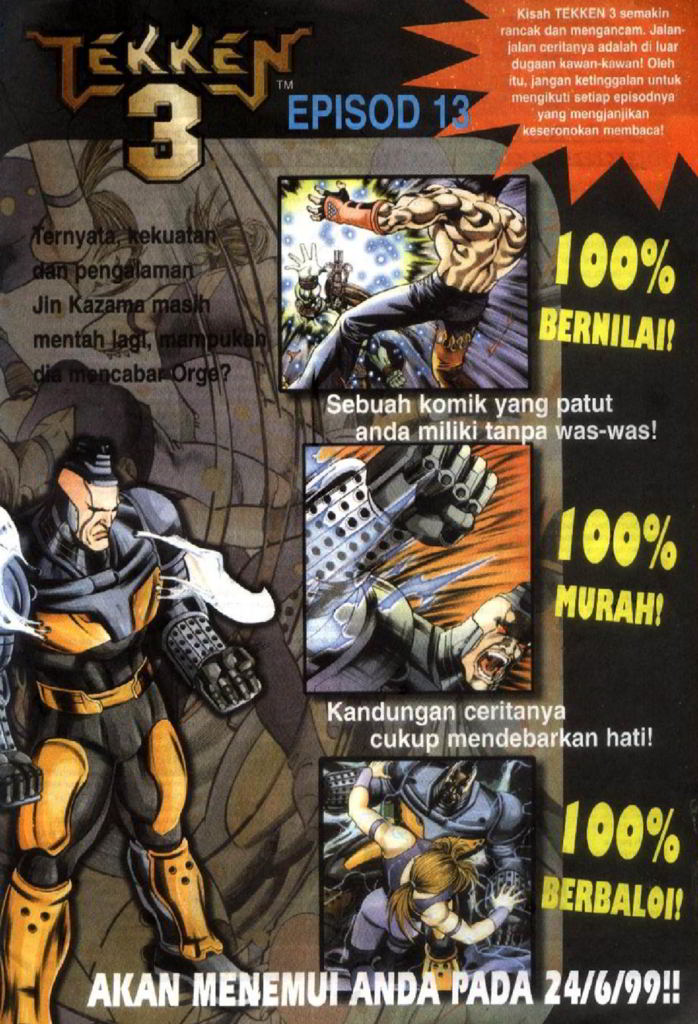 TEKKEN
3
TM
EPISOD 13
Kisah TEKKEN 3 semakin
rancak dan mengancam. Jalan-
jalan ceritanya adalah di luar
dugaan kawan-kawan! Oleh
itu, jangan ketinggalan untuk
mengikuti setiap episodnya
yang mengjanjikan
keseronokan membaca!
Ternyata, kekuatan
dan pengalaman
Jin Kazama masih
mentah lagi, mampukah
dia mencabar Orge?
100%
BERNILAI!
Sebuah komik yang patut
anda miliki tanpa was-was!
100%
MURAH!
Kandungan ceritanya
cukup mendebarkan hati!
100%
BERBALOI!
AKAN MENEMUI ANDA PADA 24/6/99!!